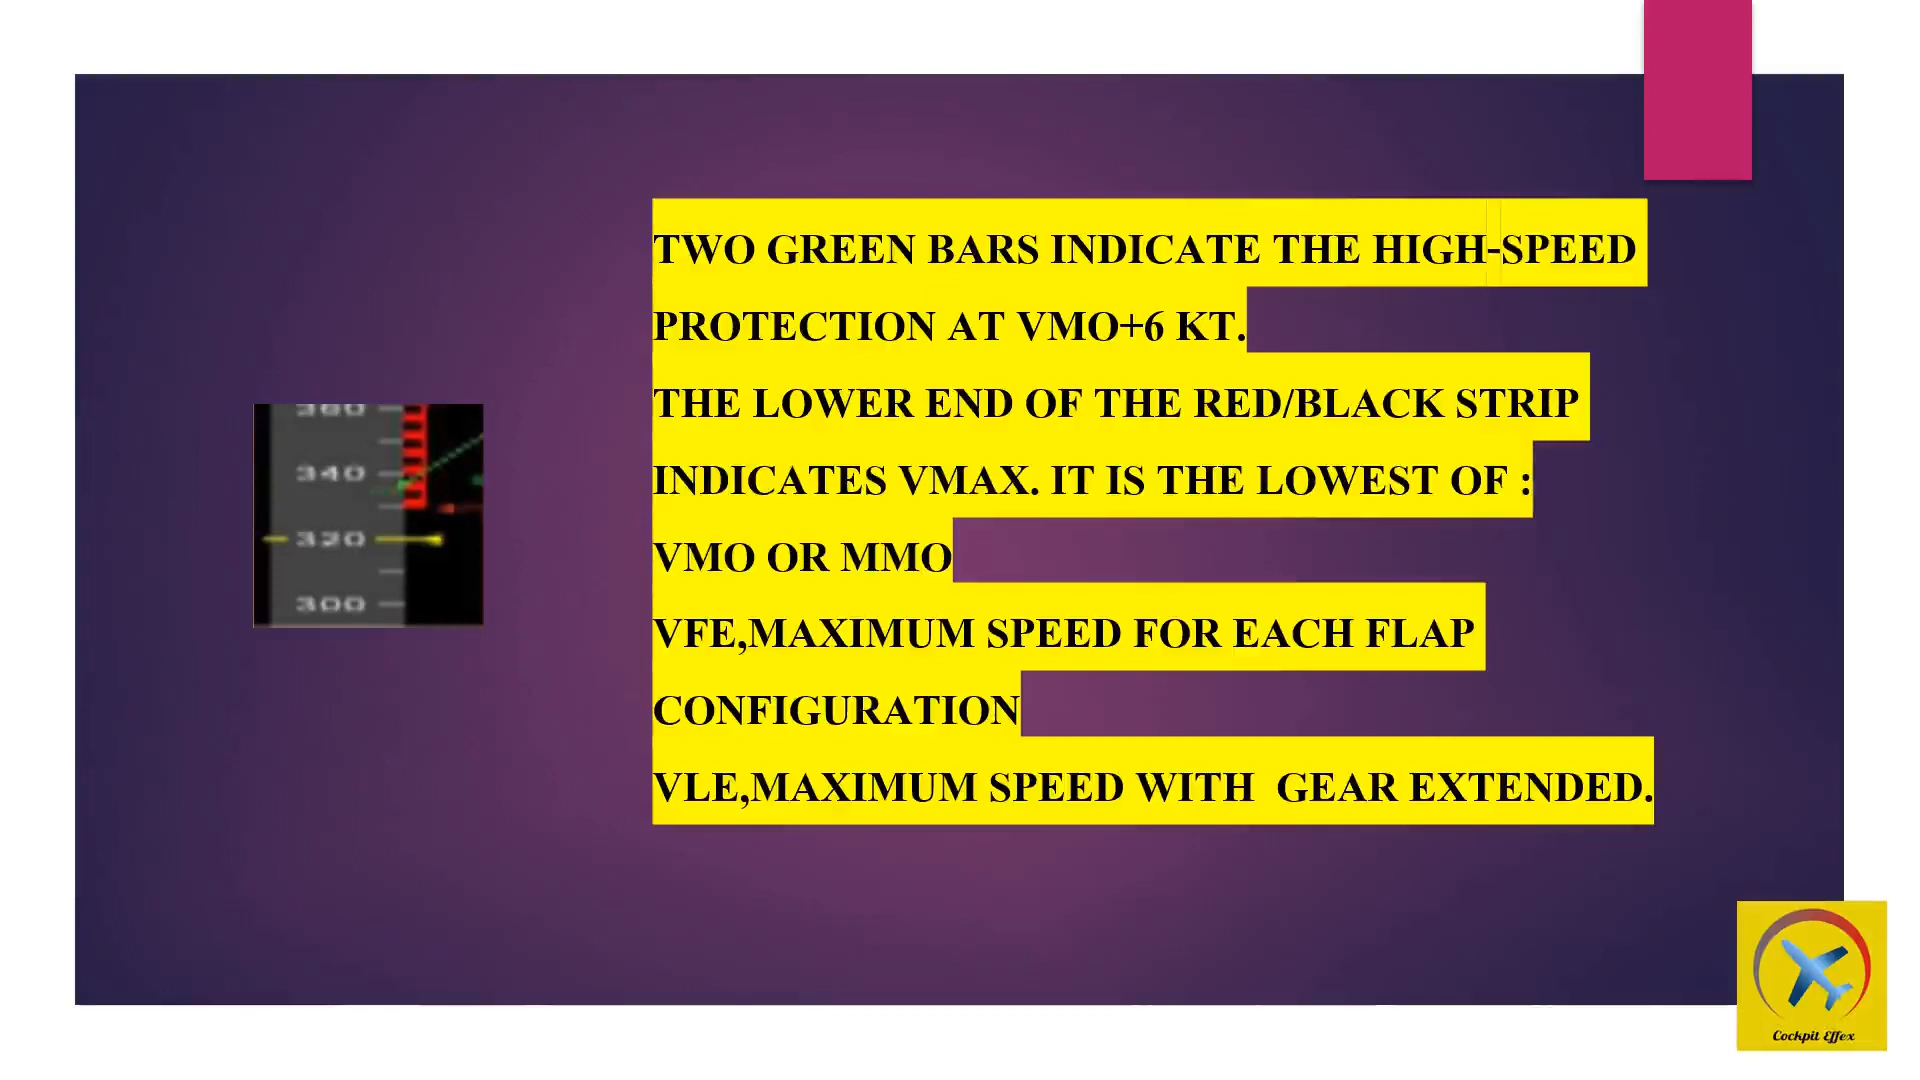 TWO GREEN BARS INDICATE THE HIGH-SPEED
PROTECTION AT VMO+6 KT.
THE LOWER END OF THE RED/BLACK STRIP
INDICATES VMAX. IT IS THE LOWEST OF :
VMO OR MMO
VFE,MAXIMUM SPEED FOR EACH FLAP
CONFIGURATION
VLE,MAXIMUM SPEED WITH  GEAR EXTENDED.
360
340
320
300
Cockpit Effex